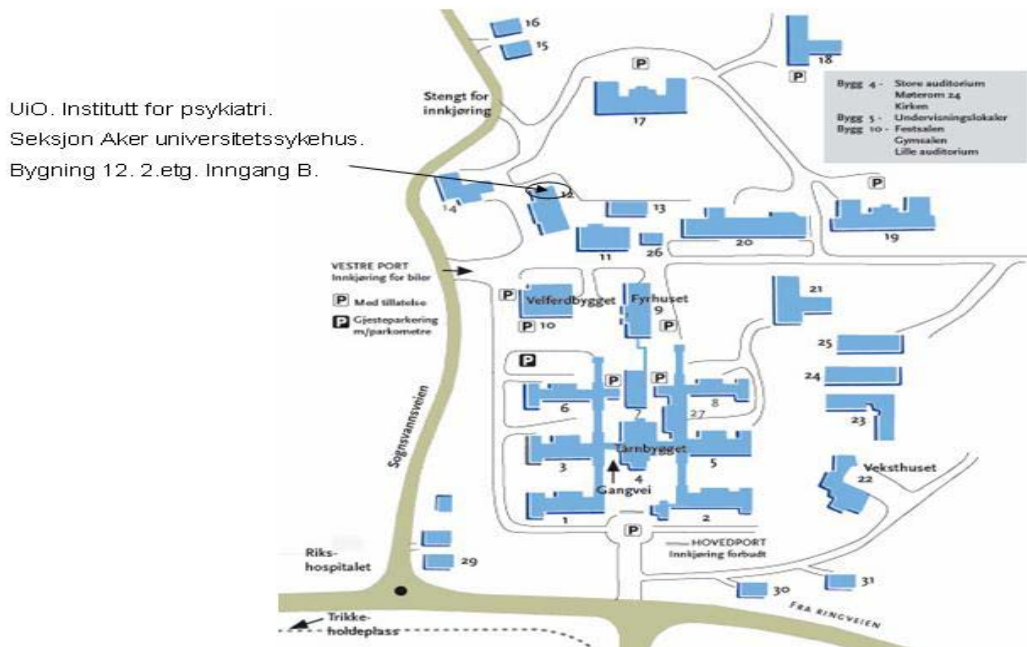 UiO. Institutt for psykiatri.
Seksjon Aker universitetssykehus.
Bygning 12. 2.etg. Inngang B.
16
15
Stengt for
innkjøring
P
17
18
P
Bygg 4 - Store auditorium
Møterom 24
Kirken
Bygg 5 - Undervisningslokaler
Bygg 10 - Festsalen
Gymsalen
Lille auditorium
14
12
13
11
26
20
P
19
VESTRE PORT
Innkjøring for biler
P Med tillatelse
P Gjesteparkering
m/parkometre
P
Velferdbygget
P 10
Fyrhuset
9
P
21
25
24
23
P
6
P
7
P
8
27
3
Tårnbygget
4
5
Gangvei
Veksthuset
22
1
2
P
HOVEDPORT
Innkjøring forbudt
Sognsvannsveien
29
Riks-
hospitalet
30
31
FRA RINGVEIEN
Trikke-
holdeplass